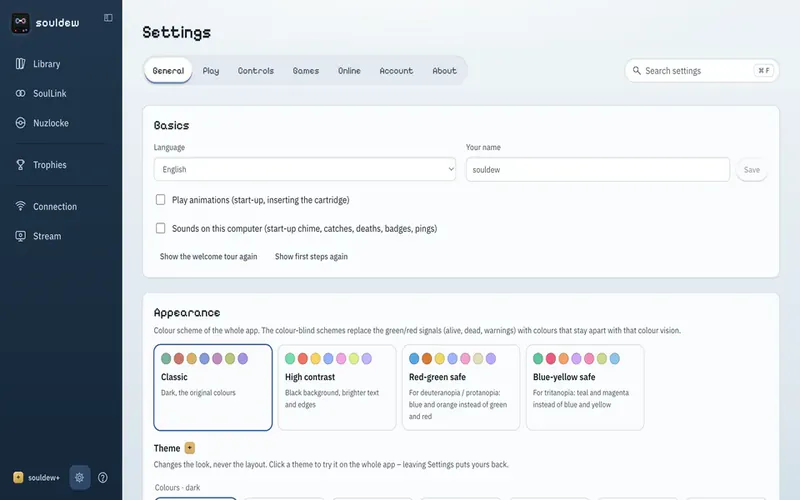 souldew
Library
SoulLink
Nuzlocke
Trophies
Connection
Stream
souldew+
Settings
General
Play
Controls
Games
Online
Account
About
Search settings
⌘ F
Basics
Language
Your name
English
souldew
Save
Play animations (start-up, inserting the cartridge)
Sounds on this computer (start-up chime, catches, deaths, badges, pings)
Show the welcome tour again
Show first steps again
Appearance
Colour scheme of the whole app. The colour-blind schemes replace the green/red signals (alive, dead, warnings) with colours that stay apart with that colour vision.
Classic
Dark, the original colours
High contrast
Black background, brighter text
and edges
Red-green safe
For deuteranopia / protanopia:
blue and orange instead of green
and red
Blue-yellow safe
For tritanopia: teal and magenta
instead of blue and yellow
Theme
Changes the look, never the layout. Click a theme to try it on the whole app – leaving Settings puts yours back.
Colours · dark